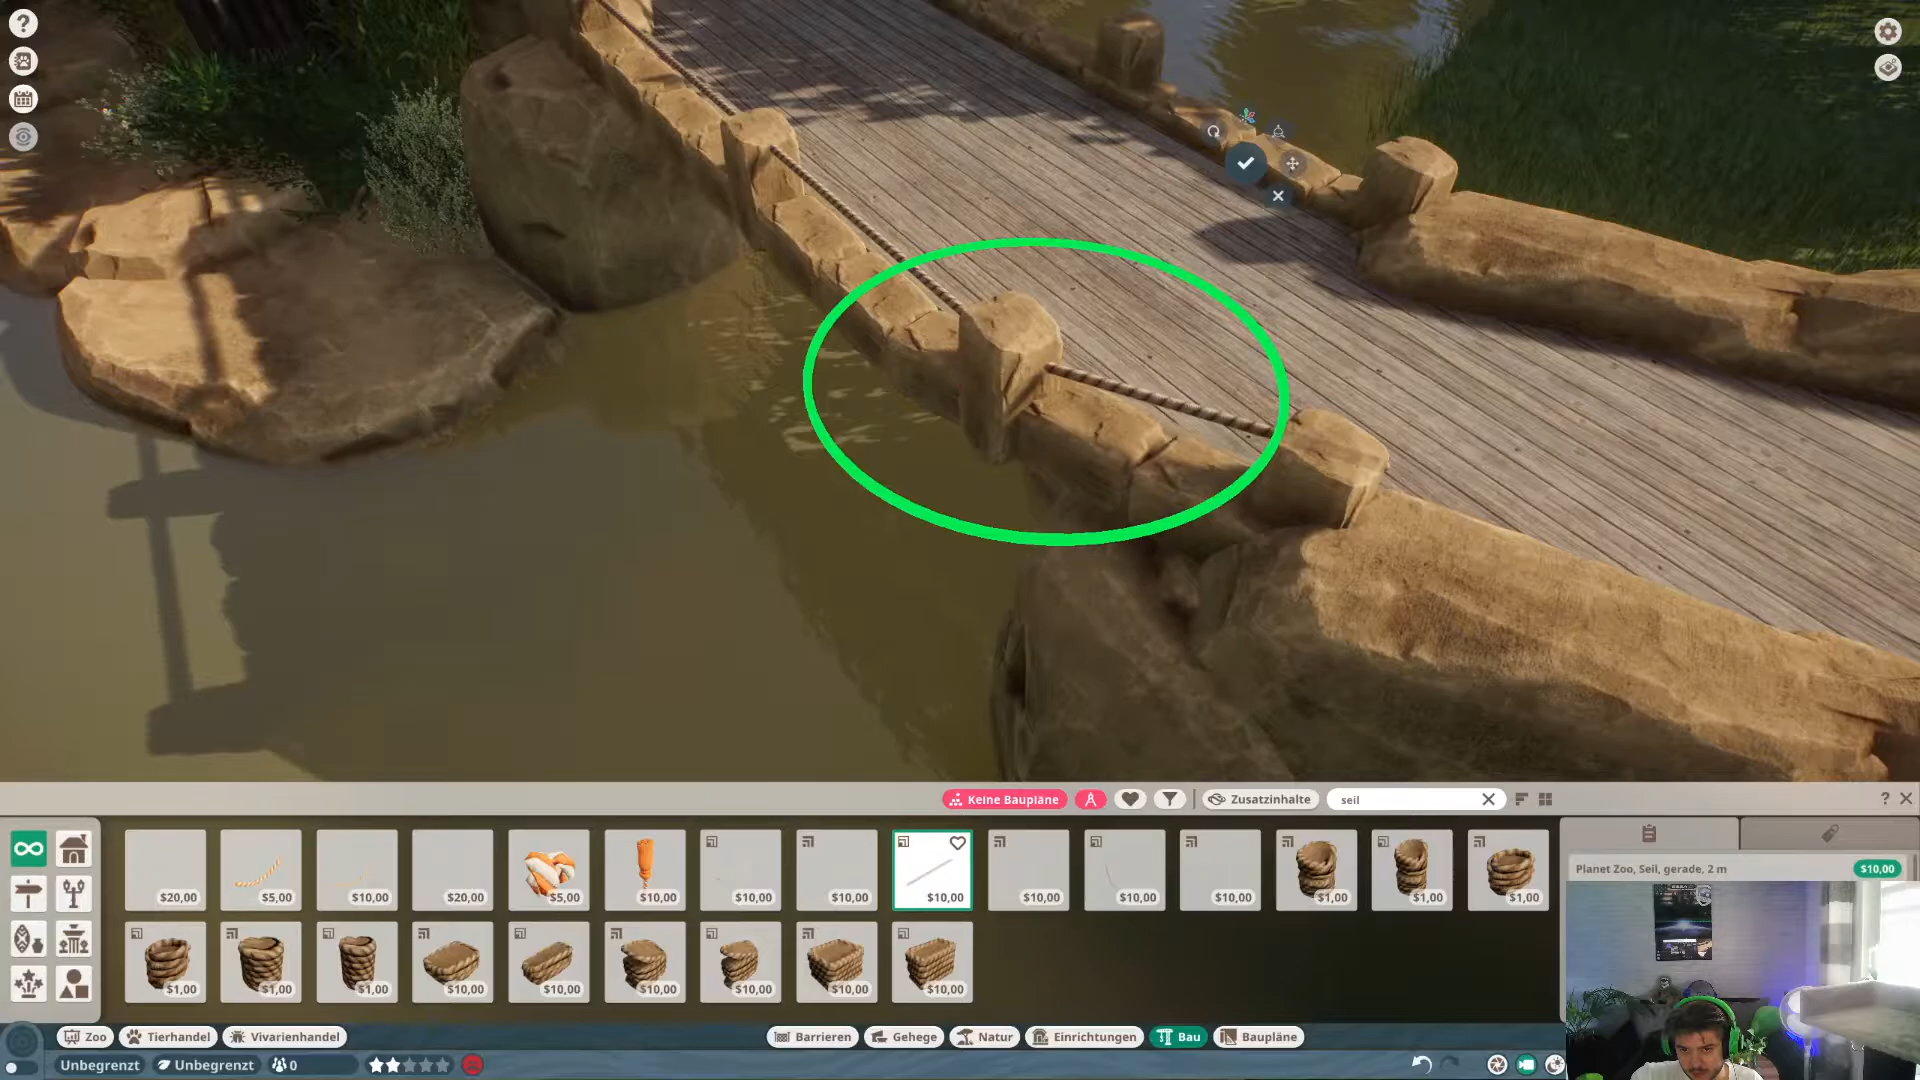 Keine Baupläne
Zusatzinhalte
seil
?
$20,00 $5,00 $10,00 $20,00 $5,00 $10,00 $10,00 $10,00 $10,00 $10,00 $10,00 $10,00 $1,00 $1,00 $1,00
Planet Zoo, Seil, gerade, 2 m $10,00
$1,00 $1,00 $1,00 $10,00 $10,00 $10,00 $10,00 $10,00 $10,00
Zoo Tierhandel Vivarienhandel Barrieren Gehege Natur Einrichtungen Bau Baupläne
Unbegrenzt Unbegrenzt 0